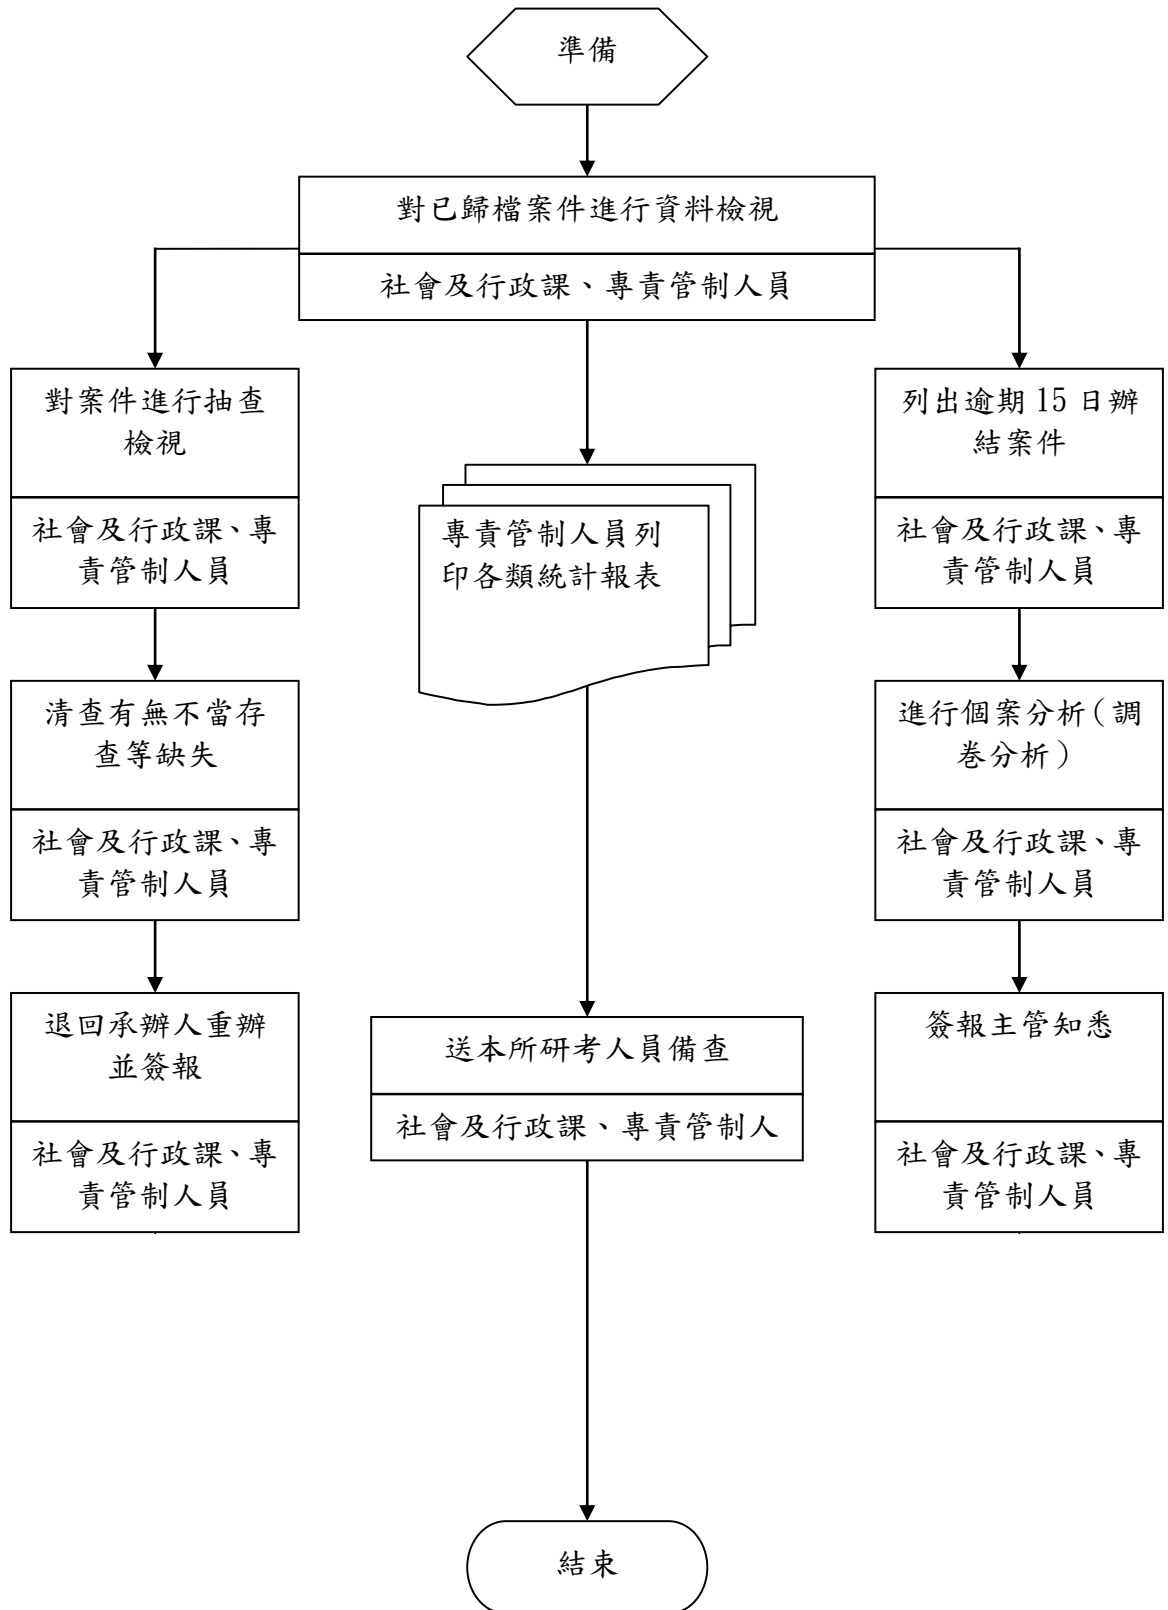 準備
對已歸檔案件進行資料檢視
社會及行政課、專責管制人員
對案件進行抽查
檢視
社會及行政課、專
責管制人員
清查有無不當存
查等缺失
社會及行政課、專
責管制人員
退回承辦人重辦
並簽報
社會及行政課、專
責管制人員
專責管制人員列
印各類統計報表
送本所研考人員備查
社會及行政課、專責管制人
列出逾期 15 日辦
結案件
社會及行政課、專
責管制人員
進行個案分析(調
卷分析)
社會及行政課、專
責管制人員
簽報主管知悉
社會及行政課、專
責管制人員
結束